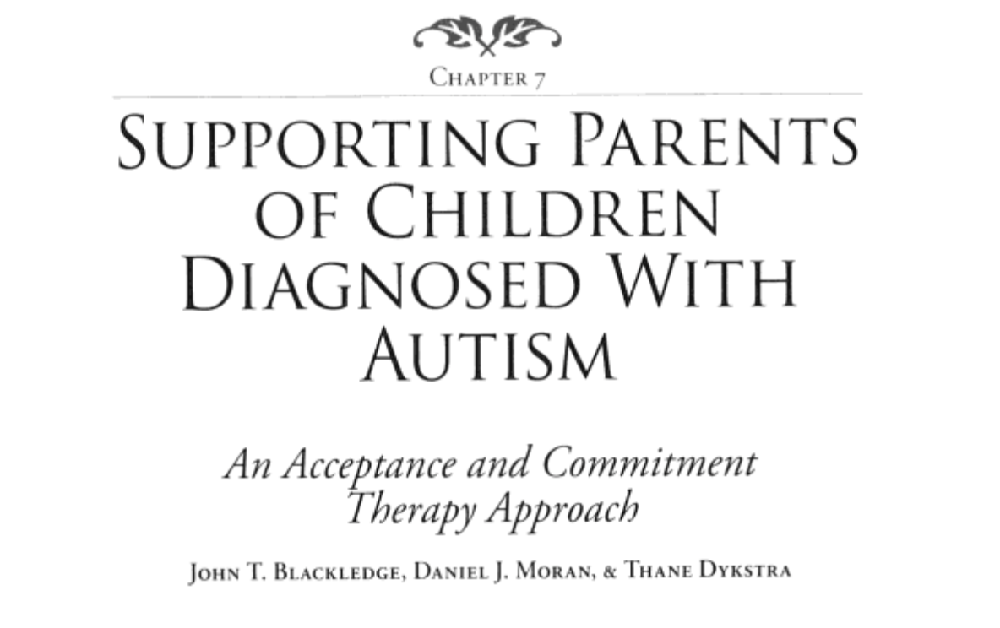 Chapter 7
Supporting Parents
of Children
Diagnosed With
Autism
An Acceptance and Commitment
Therapy Approach
John T. Blackledge, Daniel J. Moran, & Thane Dykstra